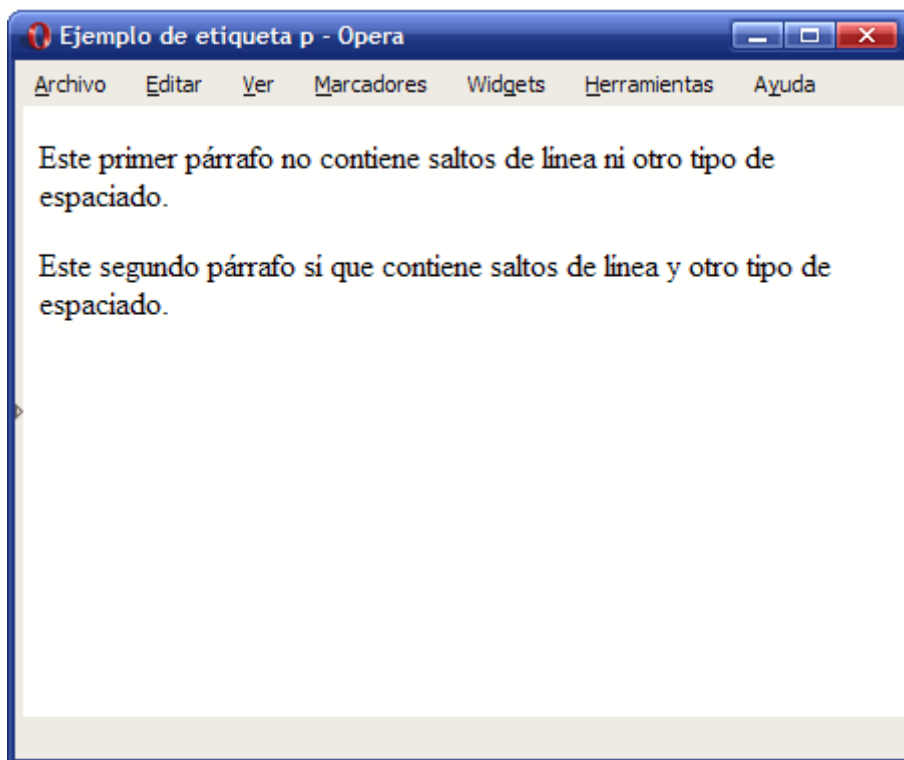 Ejemplo de etiqueta p - Opera
Archivo Editar Ver Marcadores Widgets Herramientas Ayuda
Este primer párrafo no contiene saltos de línea ni otro tipo de
espaciado.
Este segundo párrafo sí que contiene saltos de línea y otro tipo de
espaciado.